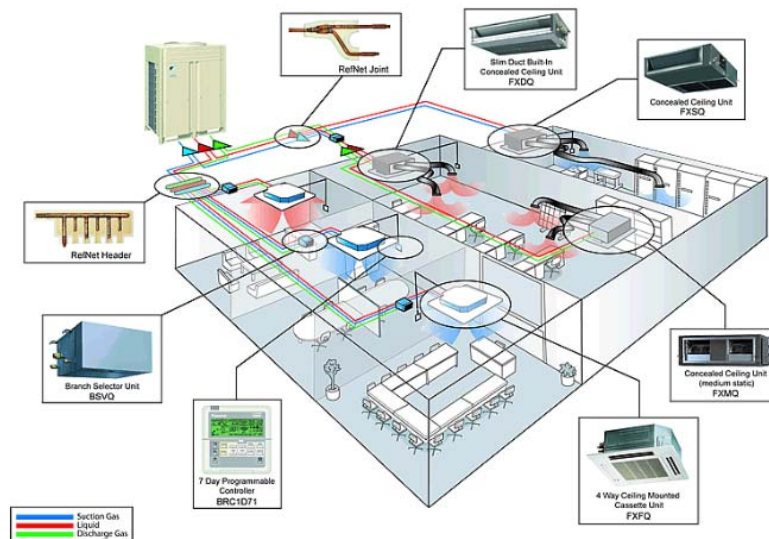 RefNet Joint
Slim Duct Built-In
Concealed Ceiling Unit
FXDQ
Concealed Ceiling Unit
FXSQ
RefNet Header
Branch Selector Unit
BSVQ
Concealed Ceiling Unit
(medium static)
FXMQ
7 Day Programmable
Controller
BRC1D71
4 Way Ceiling Mounted
Cassette Unit
FXFQ
Suction Gas
Liquid
Discharge Gas